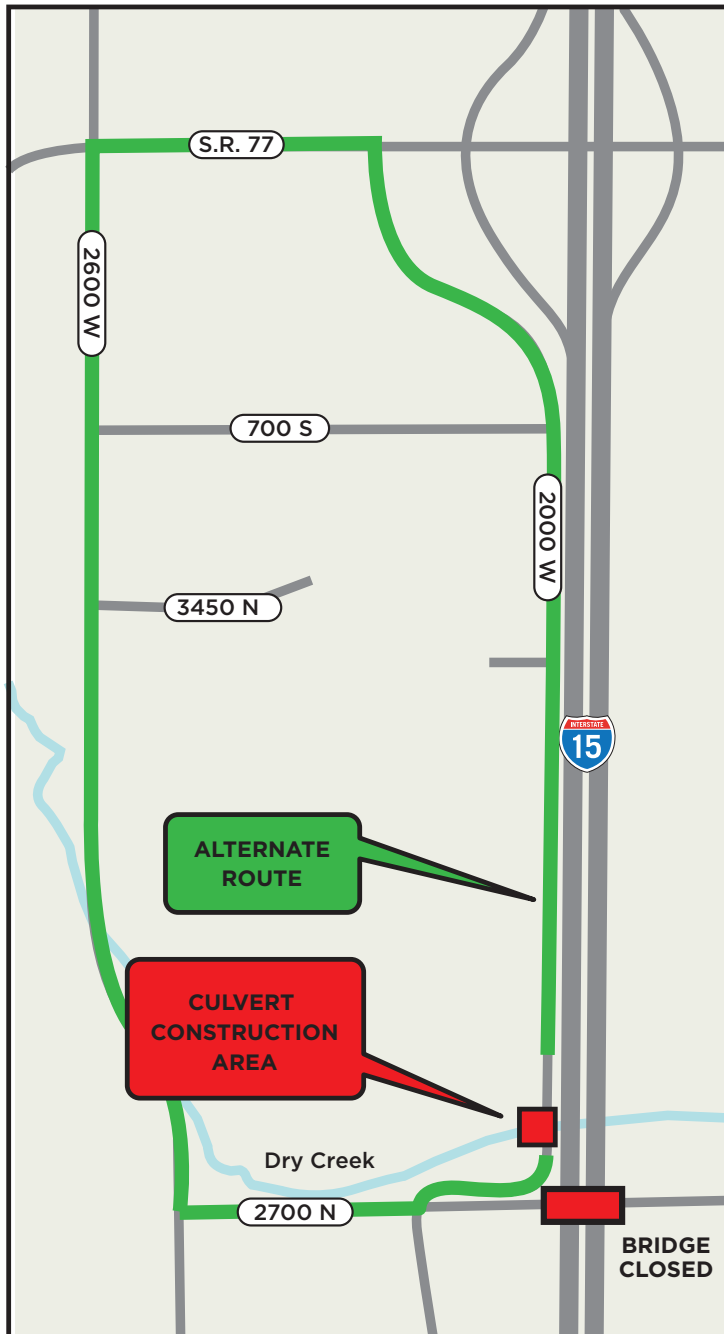 S.R. 77
2600 W
700 S
2000 W
3450 N
INTERSTATE
15
ALTERNATE
ROUTE
CULVERT
CONSTRUCTION
AREA
Dry Creek
2700 N
BRIDGE
CLOSED